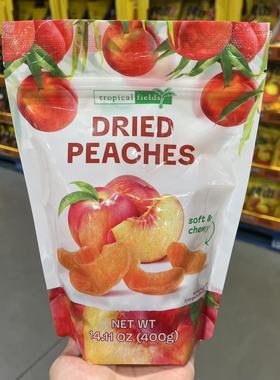 tropical fields
DRIED
PEACHES
soft &
chewy
NET WT
14.11 OZ (400g)